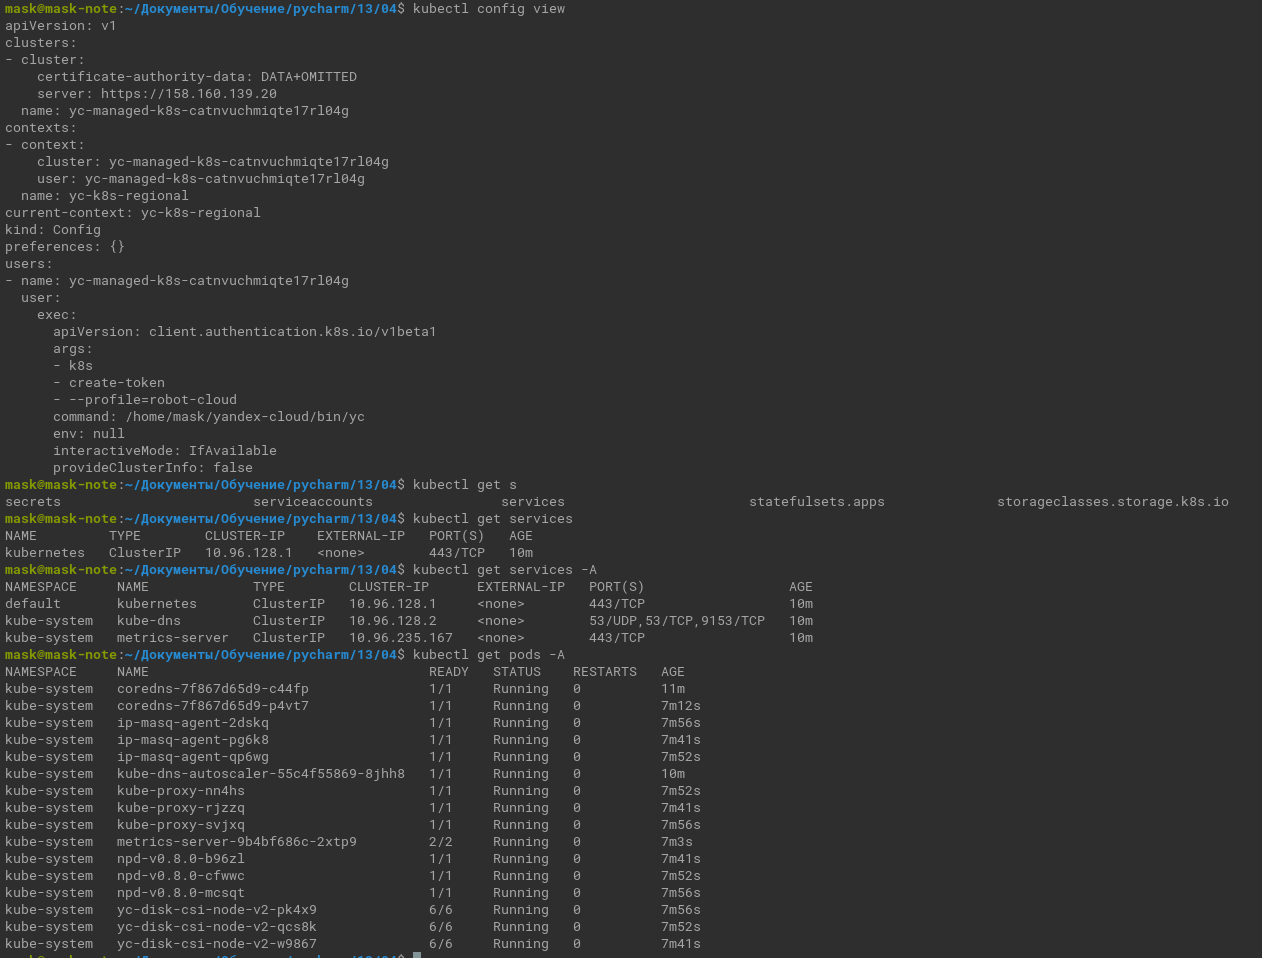 mask@mask-note:~/Документы/Обучение/pycharm/13/04$ kubectl config view
apiVersion: v1
clusters:
- cluster:
    certificate-authority-data: DATA+OMITTED
    server: https://158.160.139.20
  name: yc-managed-k8s-catnvuchmiqte17rl04g
contexts:
- context:
    cluster: yc-managed-k8s-catnvuchmiqte17rl04g
    user: yc-managed-k8s-catnvuchmiqte17rl04g
  name: yc-k8s-regional
current-context: yc-k8s-regional
kind: Config
preferences: {}
users:
- name: yc-managed-k8s-catnvuchmiqte17rl04g
  user:
    exec:
      apiVersion: client.authentication.k8s.io/v1beta1
      args:
      - k8s
      - create-token
      - --profile=robot-cloud
      command: /home/mask/yandex-cloud/bin/yc
      env: null
      interactiveMode: IfAvailable
      provideClusterInfo: false
mask@mask-note:~/Документы/Обучение/pycharm/13/04$ kubectl get s
secrets                        serviceaccounts                services                       statefulsets.apps              storageclasses.storage.k8s.io
mask@mask-note:~/Документы/Обучение/pycharm/13/04$ kubectl get services
NAME         TYPE        CLUSTER-IP    EXTERNAL-IP   PORT(S)   AGE
kubernetes   ClusterIP   10.96.128.1   <none>        443/TCP   10m
mask@mask-note:~/Документы/Обучение/pycharm/13/04$ kubectl get services -A
NAMESPACE     NAME             TYPE        CLUSTER-IP      EXTERNAL-IP   PORT(S)                  AGE
default       kubernetes       ClusterIP   10.96.128.1     <none>        443/TCP                  10m
kube-system   kube-dns         ClusterIP   10.96.128.2     <none>        53/UDP,53/TCP,9153/TCP   10m
kube-system   metrics-server   ClusterIP   10.96.235.167   <none>        443/TCP                  10m
mask@mask-note:~/Документы/Обучение/pycharm/13/04$ kubectl get pods -A
NAMESPACE     NAME                                   READY   STATUS    RESTARTS   AGE
kube-system   coredns-7f867d65d9-c44fp               1/1     Running   0          11m
kube-system   coredns-7f867d65d9-p4vt7               1/1     Running   0          7m12s
kube-system   ip-masq-agent-2dskq                    1/1     Running   0          7m56s
kube-system   ip-masq-agent-pg6k8                    1/1     Running   0          7m41s
kube-system   ip-masq-agent-qp6wg                    1/1     Running   0          7m52s
kube-system   kube-dns-autoscaler-55c4f55869-8jhh8   1/1     Running   0          10m
kube-system   kube-proxy-nn4hs                       1/1     Running   0          7m52s
kube-system   kube-proxy-rjzzq                       1/1     Running   0          7m41s
kube-system   kube-proxy-svjxq                       1/1     Running   0          7m56s
kube-system   metrics-server-9b4bf686c-2xtp9         2/2     Running   0          7m3s
kube-system   npd-v0.8.0-b96zl                       1/1     Running   0          7m41s
kube-system   npd-v0.8.0-cfwwc                       1/1     Running   0          7m52s
kube-system   npd-v0.8.0-mcsqt                       1/1     Running   0          7m56s
kube-system   yc-disk-csi-node-v2-pk4x9              6/6     Running   0          7m56s
kube-system   yc-disk-csi-node-v2-qcs8k              6/6     Running   0          7m52s
kube-system   yc-disk-csi-node-v2-w9867              6/6     Running   0          7m41s
mask@mask-note:~/Документы/Обучение/pycharm/13/04$